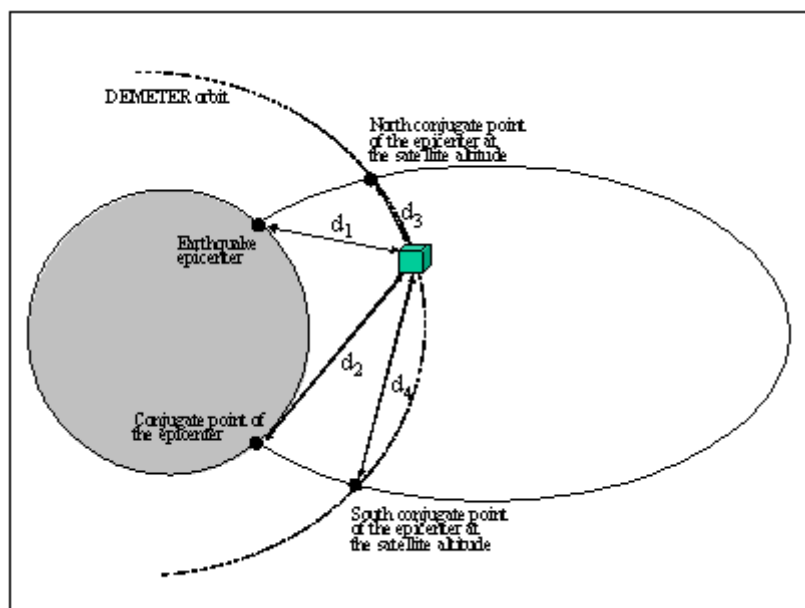 DEMETER orbit
North conjugate point
of the epicenter at
the satellite altitude
d3
d1
Earthquake
epicenter
d2
d4
Conjugate point of
the epicenter
South conjugate point
of the epicenter at
the satellite altitude